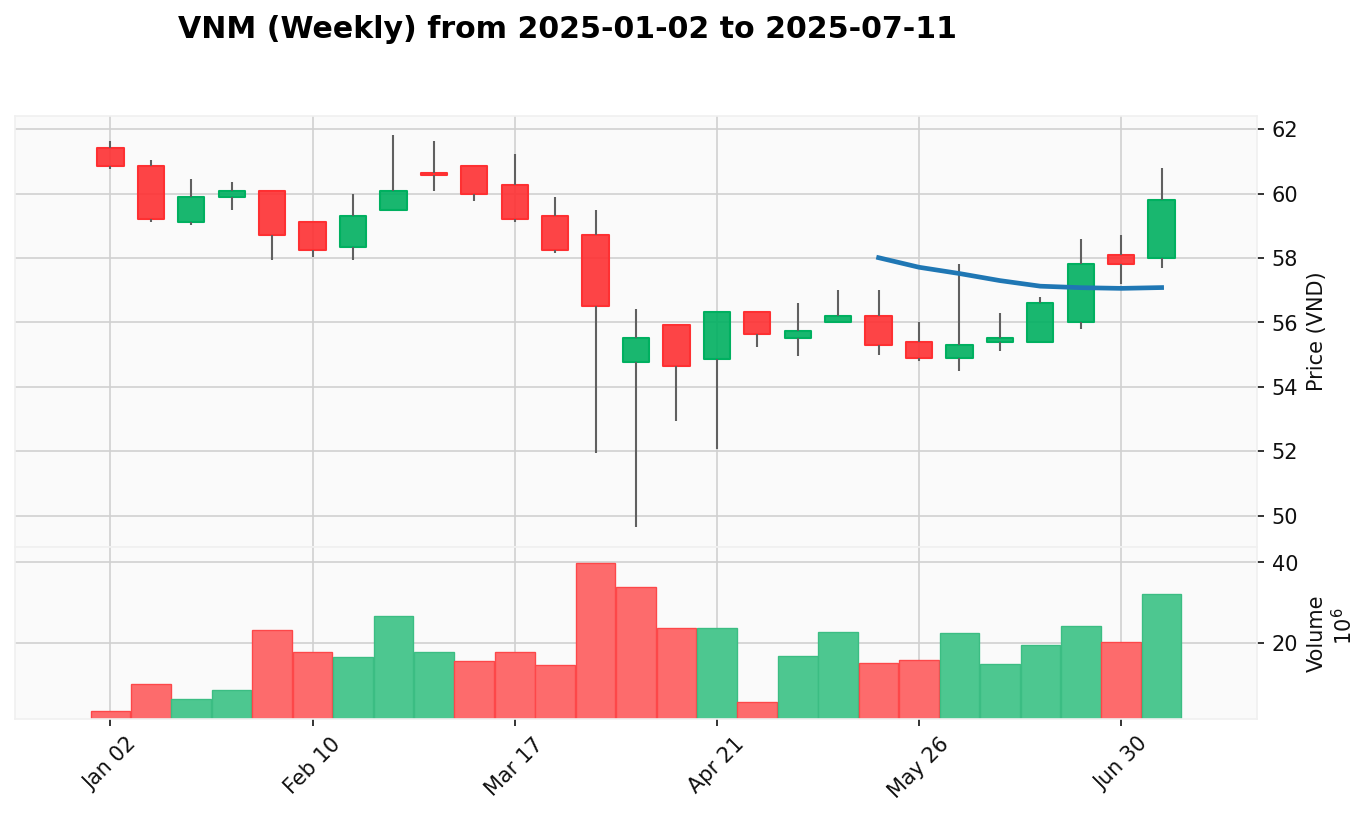 VNM (Weekly) from 2025-01-02 to 2025-07-11
62
60
58
56
54
52
50
Price (VND)
40
20
Volume
10⁶
Jan 02
Feb 10
Mar 17
Apr 21
May 26
Jun 30